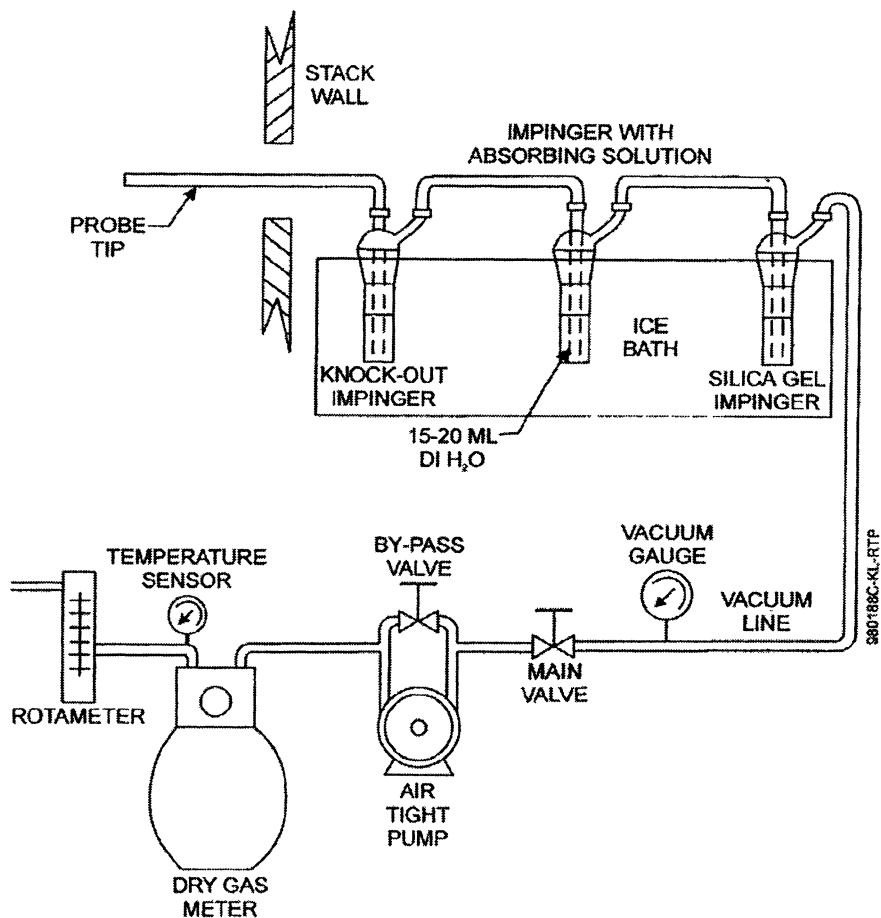 STACK
WALL
IMPINGER WITH
ABSORBING SOLUTION
PROBE
TIP
ICE
BATH
KNOCK-OUT
IMPINGER
SILICA GEL
IMPINGER
15-20 ML
DI H₂O
TEMPERATURE
SENSOR
BY-PASS
VALVE
VACUUM
GAUGE
VACUUM
LINE
MAIN
VALVE
ROTAMETER
AIR
TIGHT
PUMP
DRY GAS
METER
980188C-KL-RTP